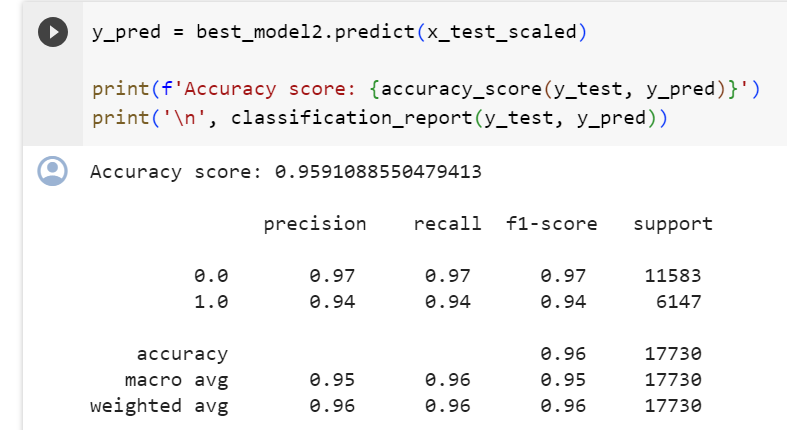 y_pred = best_model2.predict(x_test_scaled)
print(f'Accuracy score: {accuracy_score(y_test, y_pred)}')
print('\n', classification_report(y_test, y_pred))
Accuracy score: 0.9591088550479413
precision recall f1-score support
0.0 0.97 0.97 0.97 11583
1.0 0.94 0.94 0.94 6147
accuracy 0.96 17730
macro avg 0.95 0.96 0.95 17730
weighted avg 0.96 0.96 0.96 17730